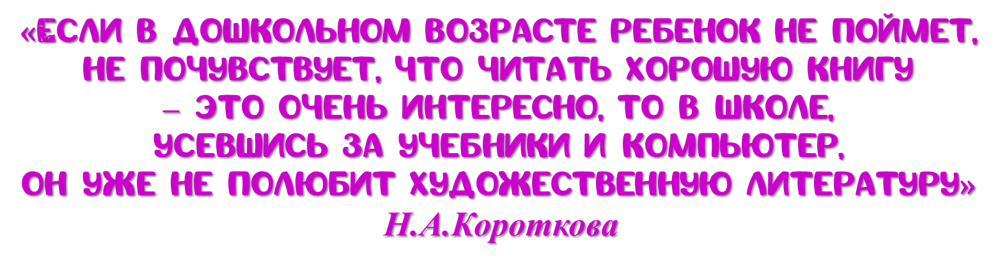 «ЕСЛИ В ДОШКОЛЬНОМ ВОЗРАСТЕ РЕБЕНОК НЕ ПОЙМЕТ,
НЕ ПОЧУВСТВУЕТ, ЧТО ЧИТАТЬ ХОРОШУЮ КНИГУ
– ЭТО ОЧЕНЬ ИНТЕРЕСНО, ТО В ШКОЛЕ,
УСЕВШИСЬ ЗА УЧЕБНИКИ И КОМПЬЮТЕР,
ОН УЖЕ НЕ ПОЛЮБИТ ХУДОЖЕСТВЕННУЮ ЛИТЕРАТУРУ»
Н.А.Короткова